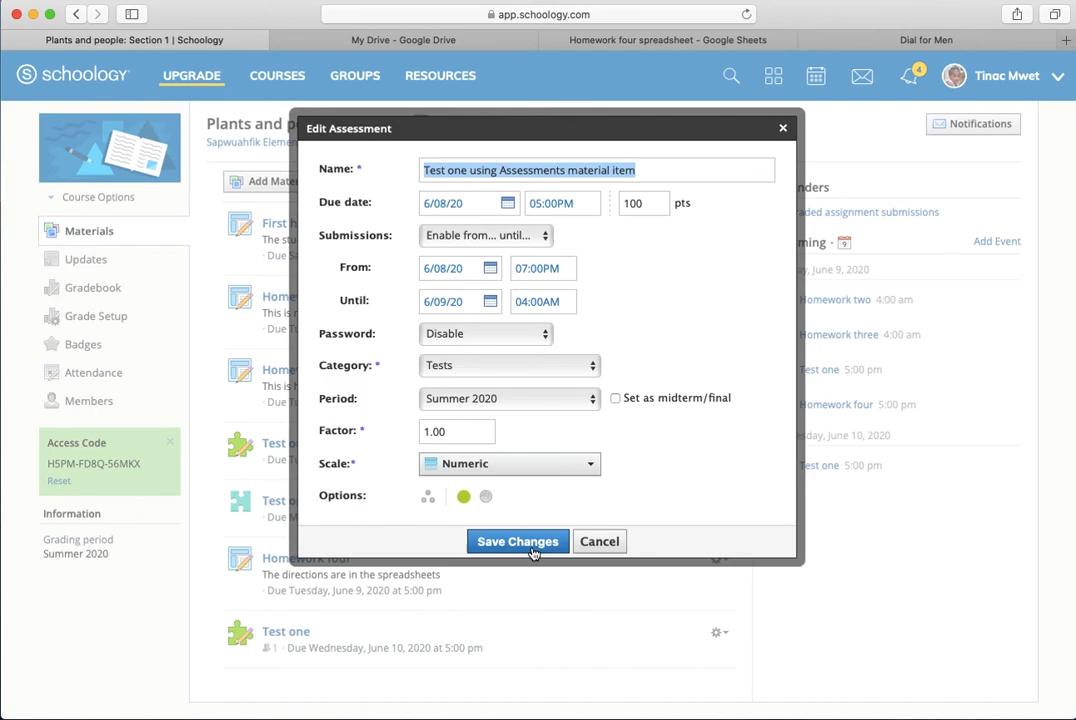 app.schoology.com
Plants and people: Section 1 | Schoology
My Drive - Google Drive
Homework four spreadsheet - Google Sheets
Dial for Men
S schoology
UPGRADE
COURSES
GROUPS
RESOURCES
4
Tinac Mwet
Plants and p
Sapwuahfik Elemen
Notifications
Course Options
Add Mate
Materials
Updates
Gradebook
Grade Setup
Badges
Attendance
Members
Access Code
H5PM-FD8Q-56MKX
Reset
Information
Grading period
Summer 2020
First h
The stu
· Due Sa
Home
This is
· Due Tu
Home
This is h
· Due Tu
Test o
· Due
Test o
· Due M
Homework four
The directions are in the spreadsheets
· Due Tuesday, June 9, 2020 at 5:00 pm
Test one
1 · Due Wednesday, June 10, 2020 at 5:00 pm
Edit Assessment
Name: *
Test one using Assessments material item
Due date:
6/08/20
05:00PM
100
pts
Submissions:
Enable from... until...
From:
6/08/20
07:00PM
Until:
6/09/20
04:00AM
Password:
Disable
Category: *
Tests
Period:
Summer 2020
Set as midterm/final
Factor: *
1.00
Scale:*
Numeric
Options:
Save Changes
Cancel
nders
aded assignment submissions
ming ·
9
Add Event
ay, June 9, 2020
Homework two 4:00 am
Homework three 4:00 am
Test one 5:00 pm
Homework four 5:00 pm
sday, June 10, 2020
Test one 5:00 pm